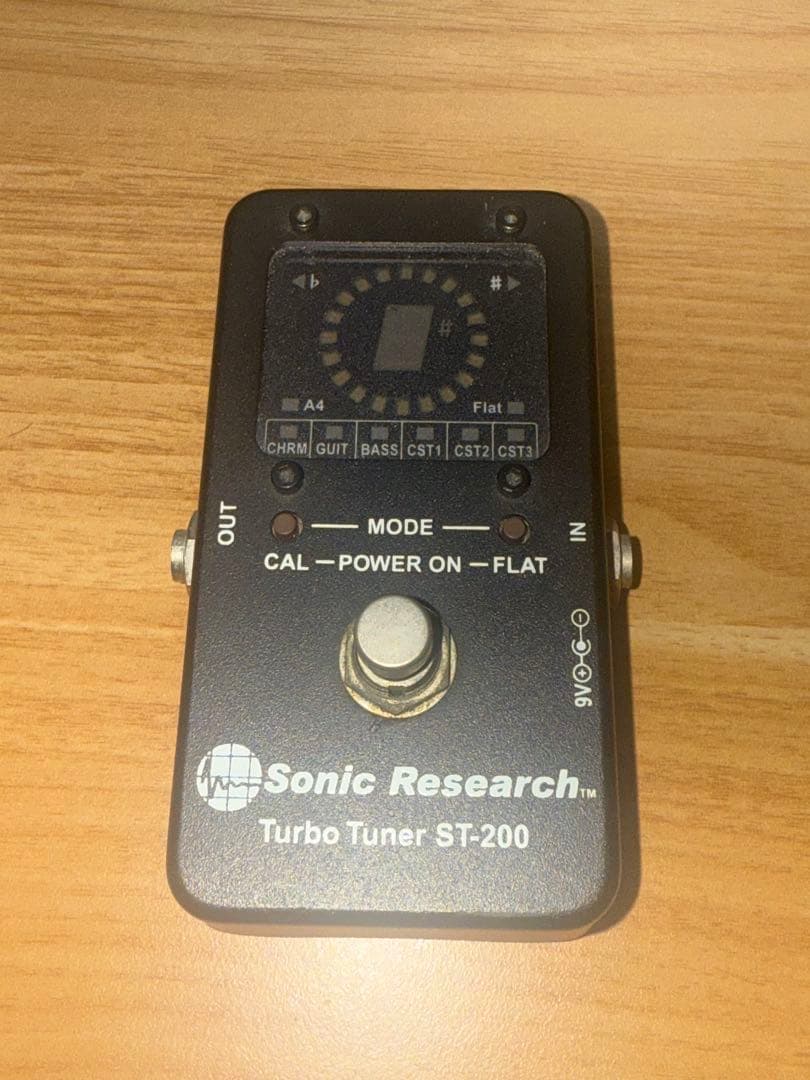 ◀♭ #▶
#
A4 Flat
CHRM GUIT BASS CST1 CST2 CST3
OUT
MODE
IN
CAL — POWER ON — FLAT
9V
Sonic Research™
Turbo Tuner ST-200